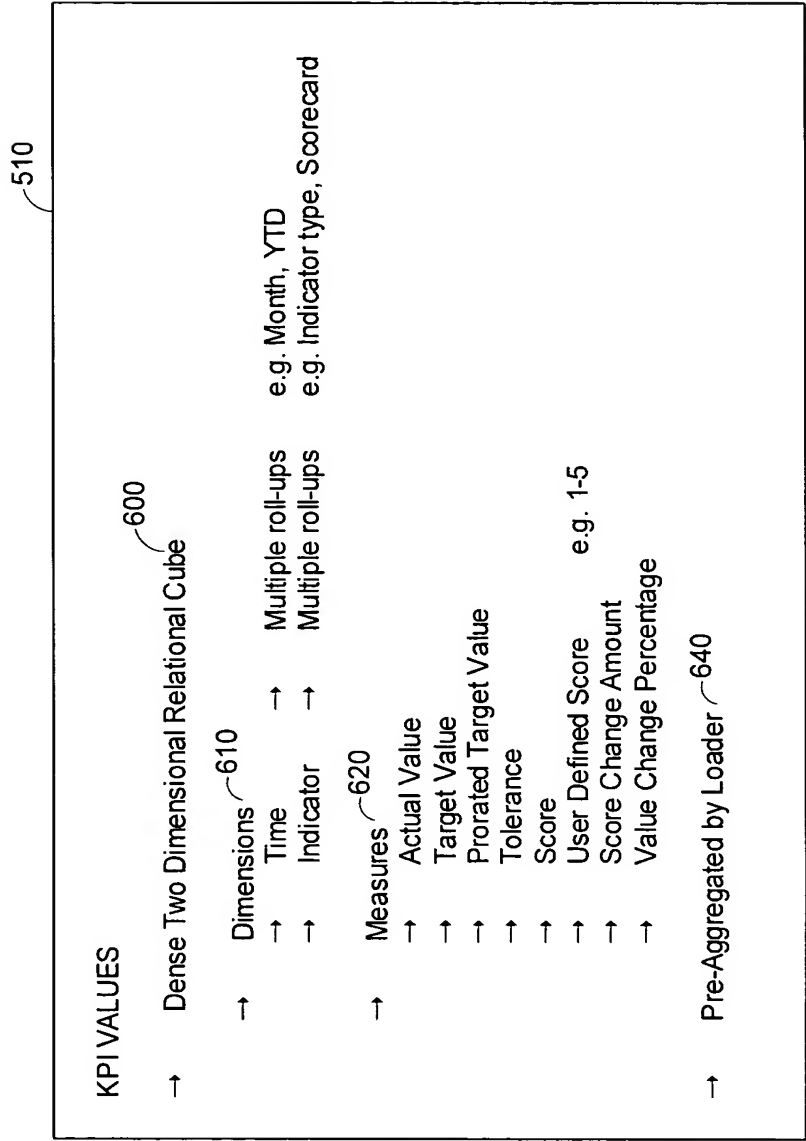 510
KPI VALUES
→ Dense Two Dimensional Relational Cube 600
→ Dimensions 610
→ Time → Multiple roll-ups e.g. Month, YTD
→ Indicator → Multiple roll-ups e.g. Indicator type, Scorecard
→ Measures 620
→ Actual Value
→ Target Value
→ Prorated Target Value
→ Tolerance
→ Score
→ User Defined Score e.g. 1-5
→ Score Change Amount
→ Value Change Percentage
→ Pre-Aggregated by Loader 640